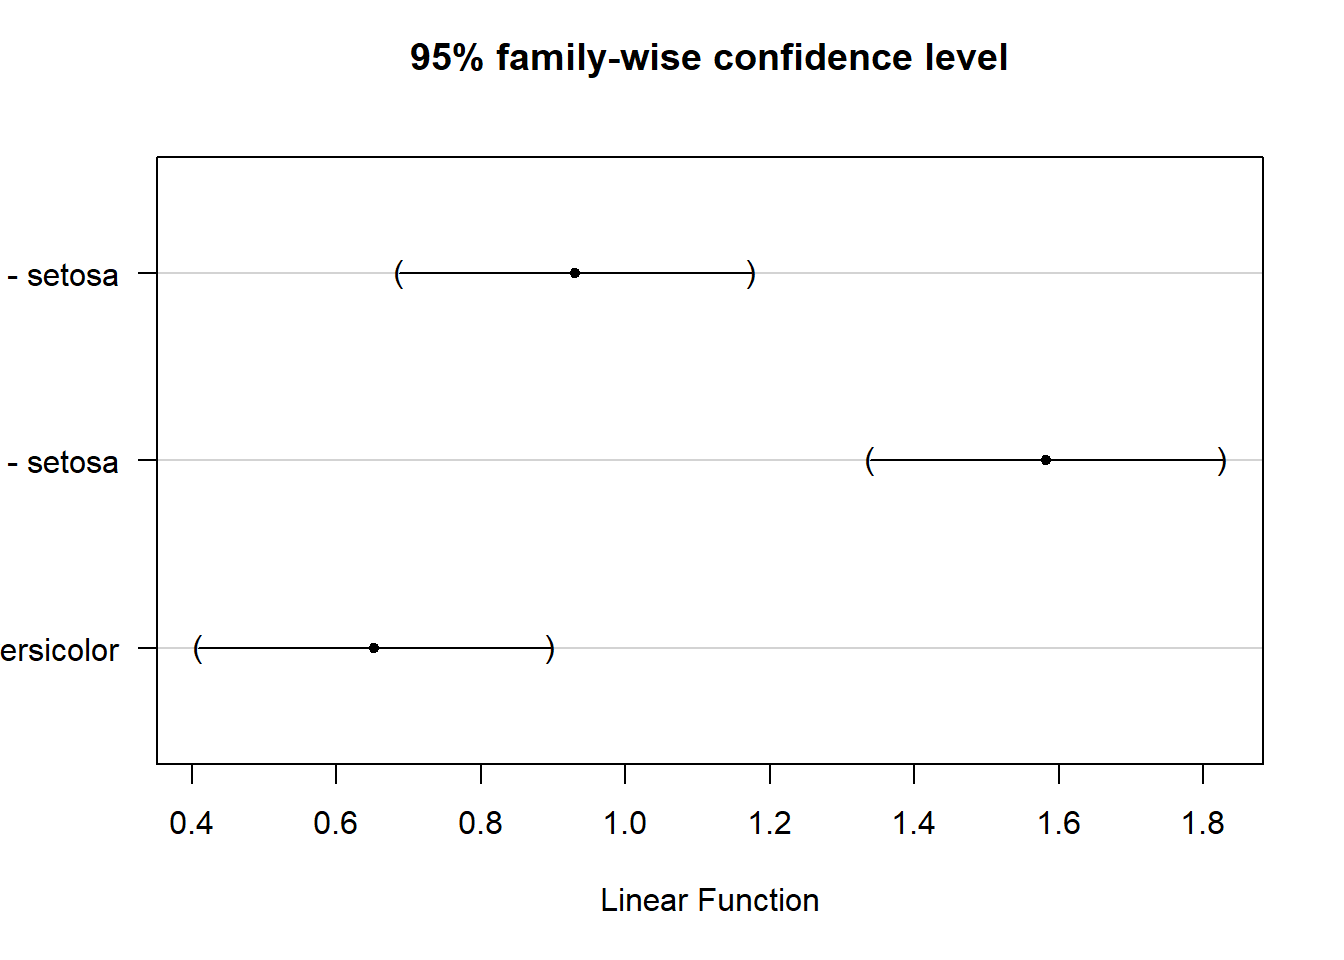 95% family-wise confidence level
- setosa
- setosa
ersicolor
0.4 0.6 0.8 1.0 1.2 1.4 1.6 1.8
Linear Function